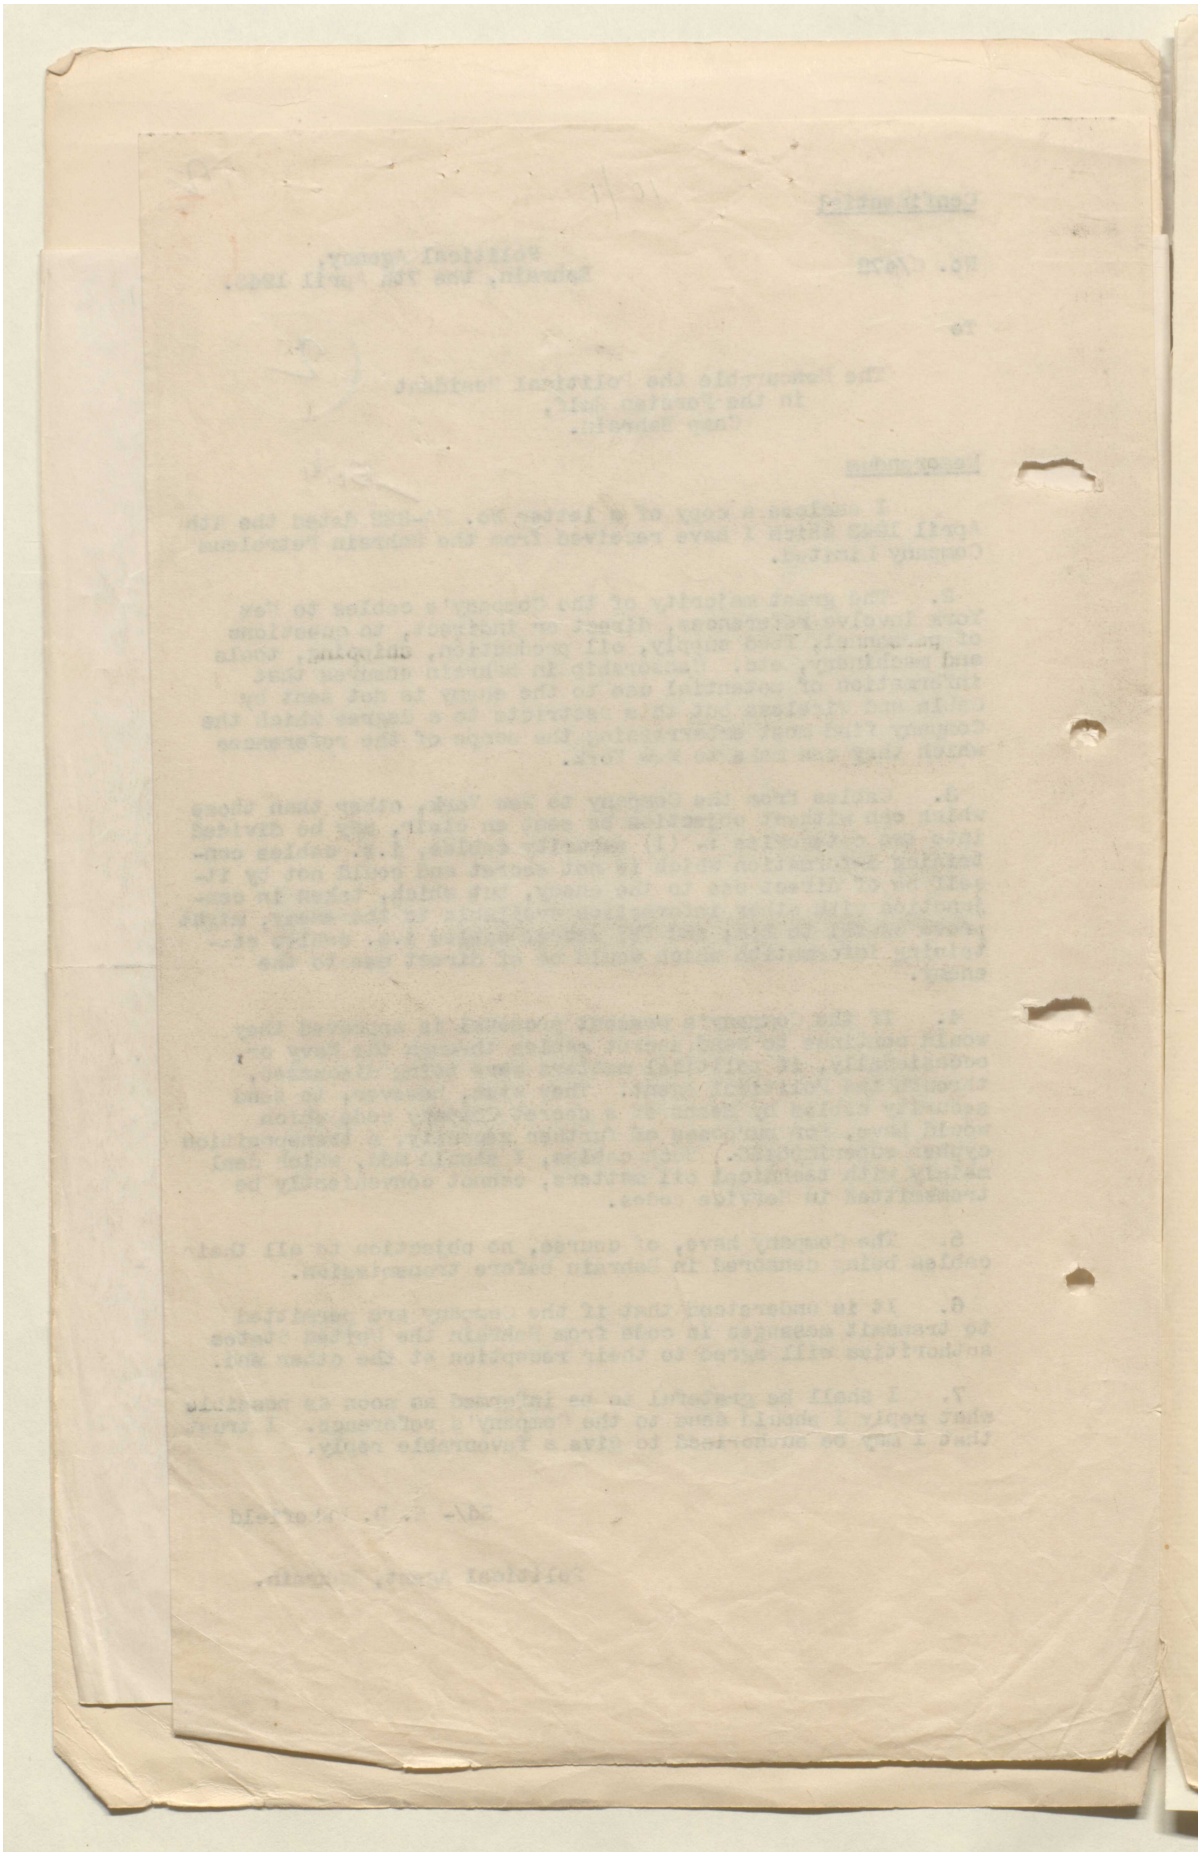 Confidential
No. C/472
Political Agency,
Bahrain, the 7th April
To
The Honourable the Political Resident
in the Persian Gulf,
Camp Bahrain.
Memorandum
I enclose a copy of a letter No. dated the
April which I have received from the Bahrain Petroleum
Company Limited.
2. The great majority of the Company's cables to New
York involve references, direct or indirect, to questions
of personnel, food supply, oil production, shipping, tools
and machinery, etc. Censorship in Bahrain ensures that
information of potential use to the enemy is not sent by
Cable and Wireless but this restricts to a degree which the
Company find most the scope of the references
which they can make to New York.
3. Cables from the Company to New York, other than those
which can without objection be sent en clair, may be divided
into two categories :- (1) security cables, i.e. cables con-
taining information which is not secret and could not by it-
self be of direct use to the enemy, but which, taken in con-
junction with other information available to the enemy, might
prove useful to him, and (2) secret cables i.e. cables
taining information which would be of direct use to the
enemy.
4. If the Company's present proposal is approved they
would continue to send secret cables through the Navy or
occasionally, if political matters were being discussed,
through the Political Agent. They wish, however, to send
security cables by means of a secret Company code which
would have, for purposes of further security, a transposition
cypher superimposed. Such cables, I should add, which deal
mainly with technical oil matters, cannot conveniently be
transmitted in Service codes.
5. The Company have, of course, no objection to all their
cables being censored in Bahrain before transmission.
6. It is understood that if the Company are permitted
to transmit messages in code from Bahrain the United States
authorities will agree to their reception at the other end.
7. I shall be grateful to be informed as soon as possible
what reply I should send to the Company's reference. I trust
that I may be authorised to give a favourable reply.
Sd/- E. B. Wakefield
Political Agent, Bahrain.